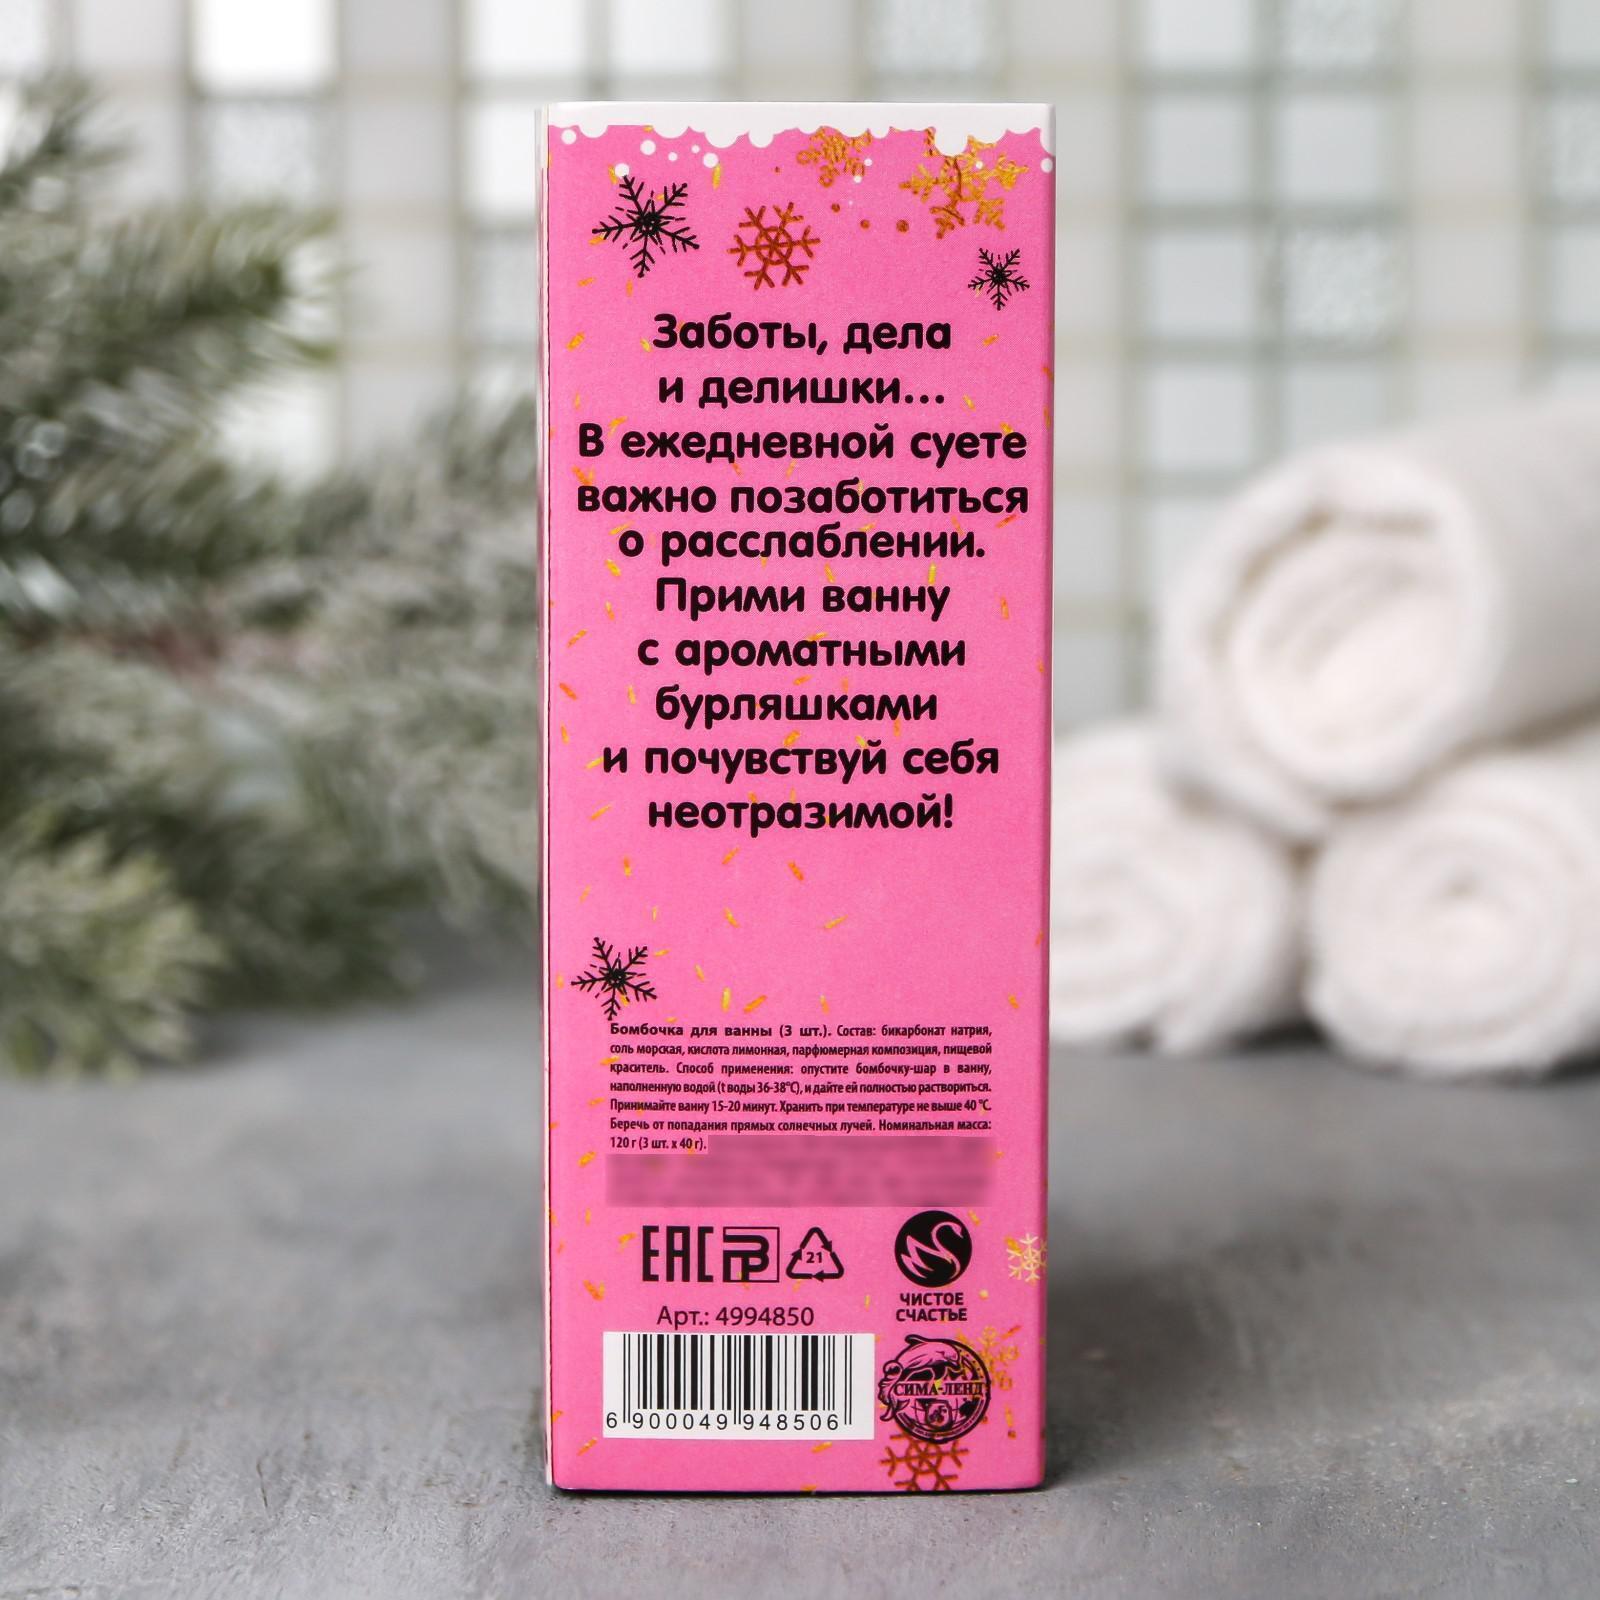 Заботы, дела
и делишки...
В ежедневной суете
важно позаботиться
о расслаблении.
Прими ванну
с ароматными
бурляшками
и почувствуй себя
неотразимой!
Бомбочка для ванны (3 шт.). Состав: бикарбонат натрия,
соль морская, кислота лимонная, парфюмерная композиция, пищевой
краситель. Способ применения: опустите бомбочку-шар в ванну,
наполненную водой (t воды 36-38°С), и дайте ей полностью раствориться.
Принимайте ванну 15-20 минут. Хранить при температуре не выше 40 °С.
Беречь от попадания прямых солнечных лучей. Номинальная масса:
120 г (3 шт. х 40 г).
ЕАС
21
ЧИСТОЕ
СЧАСТЬЕ
Арт.: 4994850
СИМА-ЛЕНД
6 900049 948506